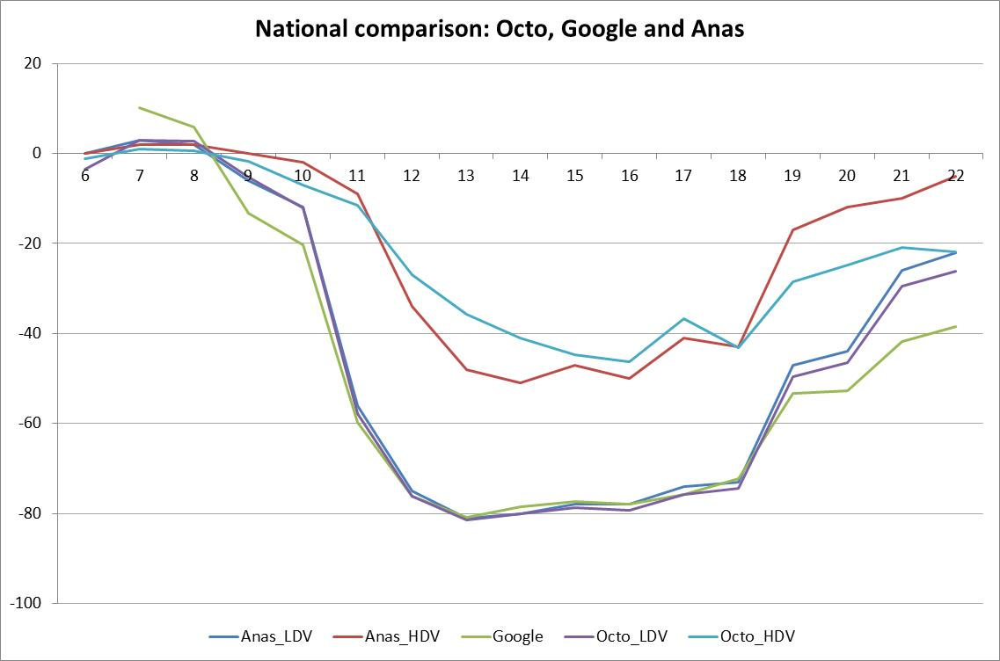 National comparison: Octo, Google and Anas
20
0
6 7 8 9 10 11 12 13 14 15 16 17 18 19 20 21 22
-20
-40
-60
-80
-100
Anas_LDV Anas_HDV Google Octo_LDV Octo_HDV